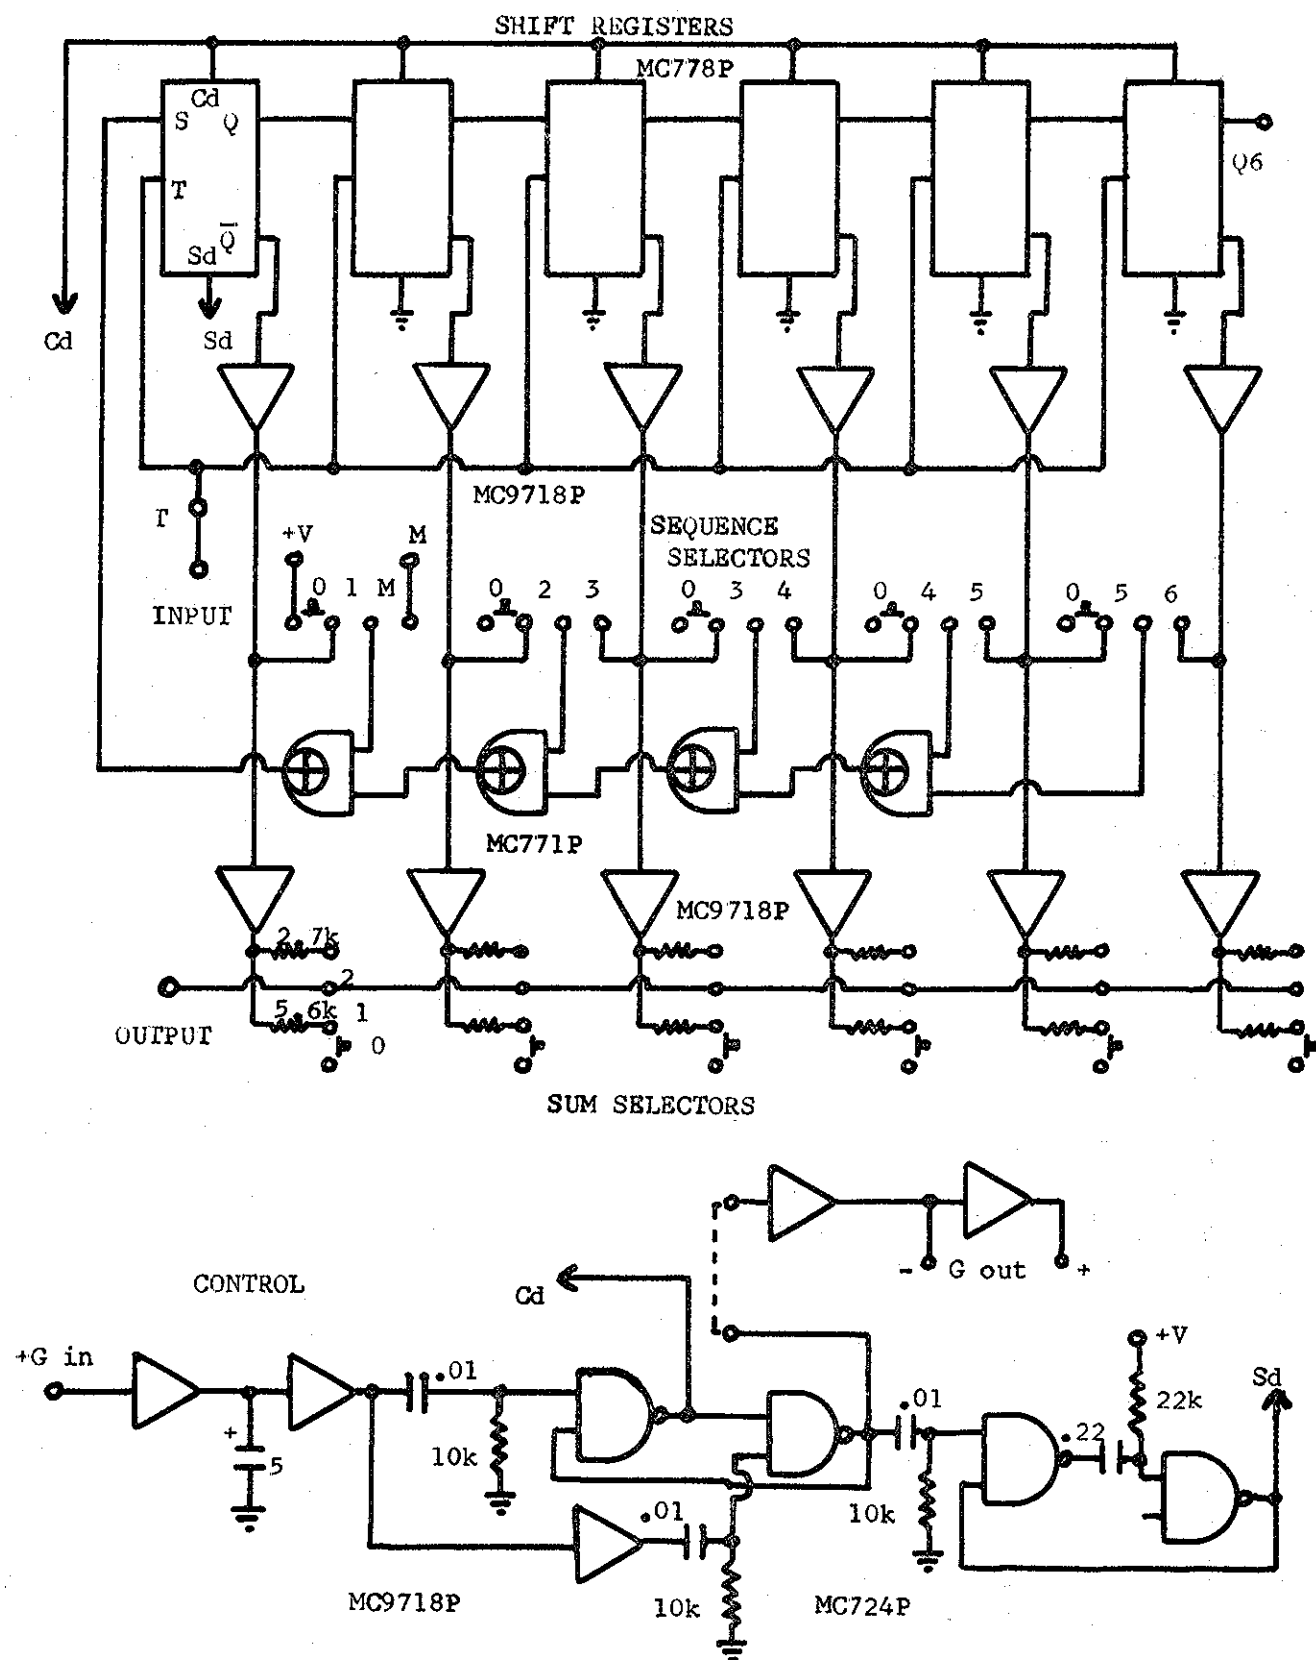 SHIFT REGISTERS
MC778P
Cd
S Q
T
Q
Sd
Q6
Cd
Sd
MC9718P
T
INPUT
+V
M
SEQUENCE
SELECTORS
0 1 M
0 2 3
0 3 4
0 4 5
0 5 6
MC771P
MC9718P
2.7k
2
5.6k 1
0
OUTPUT
SUM SELECTORS
- G out +
CONTROL
Cd
+G in
.01
+V
Sd
22k
+
5
10k
.01
.22
.01
10k
MC9718P
10k
MC724P